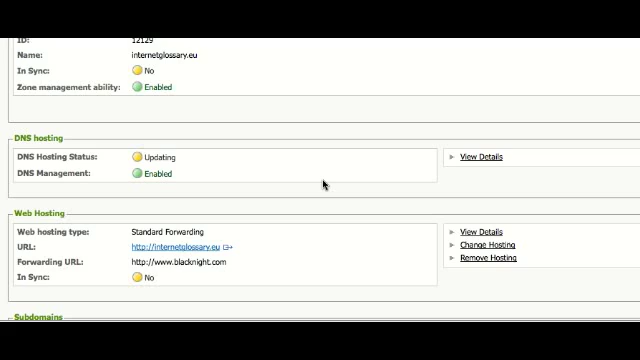 ID: 12129
Name: internetglossary.eu
In Sync: No
Zone management ability: Enabled
DNS hosting
DNS Hosting Status: Updating
View Details
DNS Management: Enabled
Web Hosting
Web hosting type: Standard Forwarding
View Details
URL: http://internetglossary.eu
Change Hosting
Forwarding URL: http://www.blacknight.com
Remove Hosting
In Sync: No
Subdomains